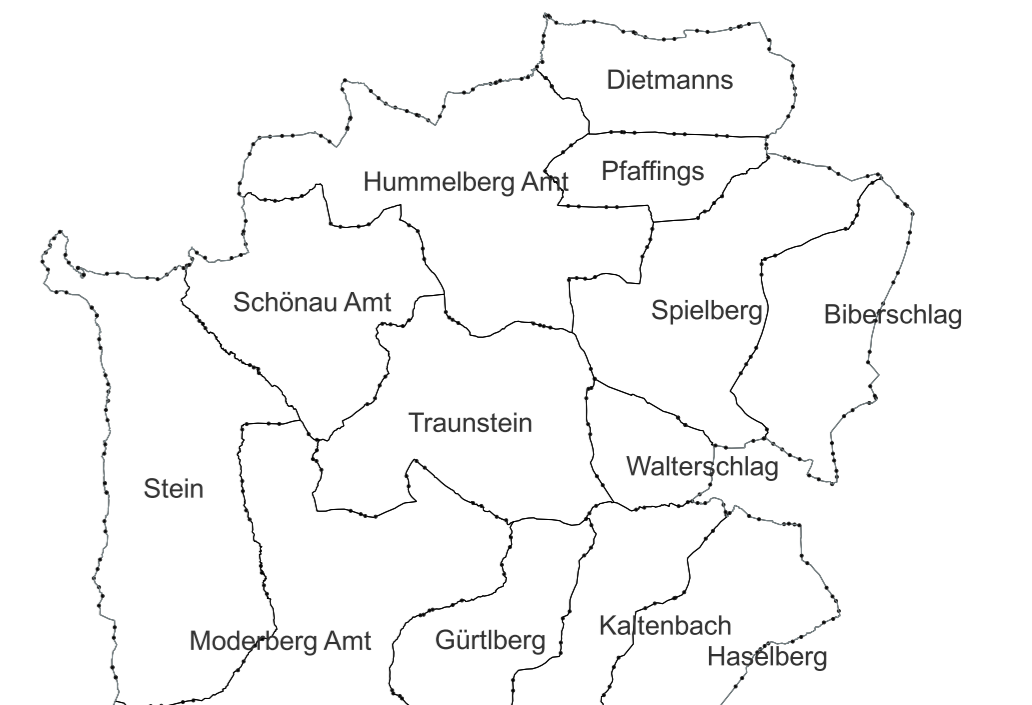 Dietmanns
Pfaffings
Hummelberg Amt
Schönau Amt
Spielberg
Biberschlag
Traunstein
Walterschlag
Stein
Kaltenbach
Moderberg Amt
Gürtlberg
Haselberg